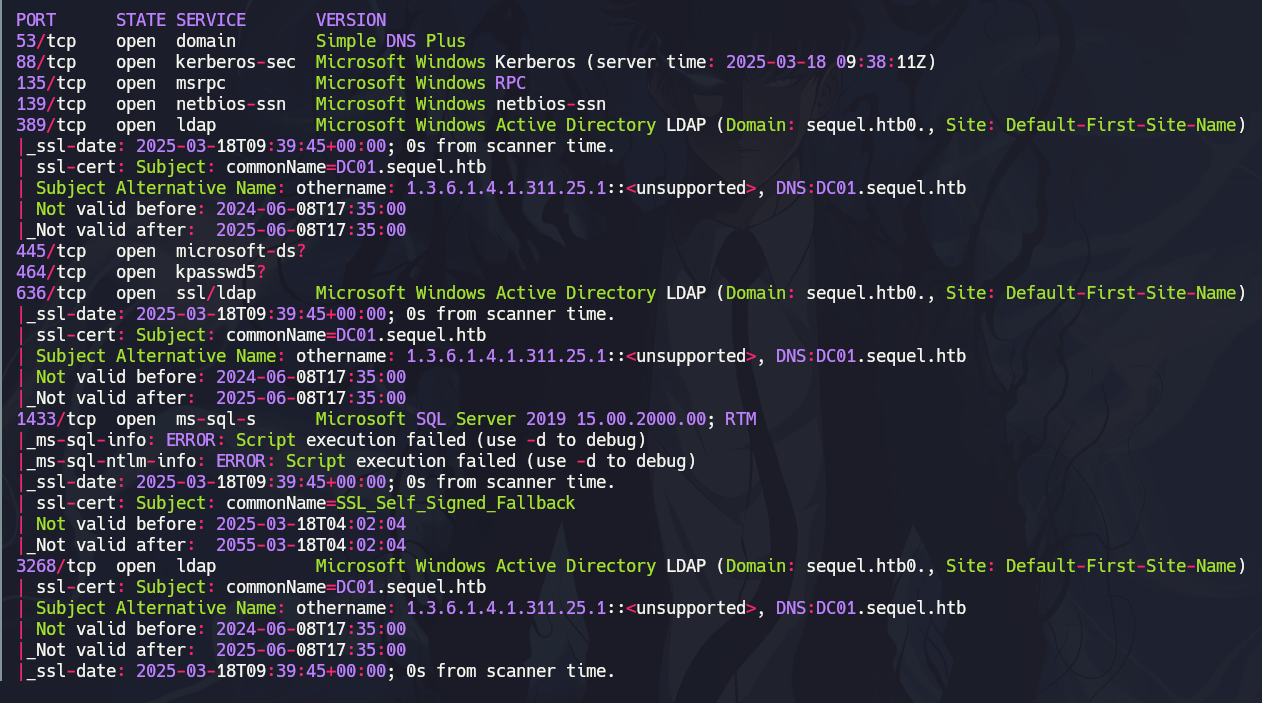 PORT      STATE SERVICE       VERSION
53/tcp    open  domain        Simple DNS Plus
88/tcp    open  kerberos-sec  Microsoft Windows Kerberos (server time: 2025-03-18 09:38:11Z)
135/tcp   open  msrpc         Microsoft Windows RPC
139/tcp   open  netbios-ssn   Microsoft Windows netbios-ssn
389/tcp   open  ldap          Microsoft Windows Active Directory LDAP (Domain: sequel.htb0., Site: Default-First-Site-Name)
|_ssl-date: 2025-03-18T09:39:45+00:00; 0s from scanner time.
| ssl-cert: Subject: commonName=DC01.sequel.htb
| Subject Alternative Name: othername: 1.3.6.1.4.1.311.25.1::<unsupported>, DNS:DC01.sequel.htb
| Not valid before: 2024-06-08T17:35:00
|_Not valid after:  2025-06-08T17:35:00
445/tcp   open  microsoft-ds?
464/tcp   open  kpasswd5?
636/tcp   open  ssl/ldap      Microsoft Windows Active Directory LDAP (Domain: sequel.htb0., Site: Default-First-Site-Name)
|_ssl-date: 2025-03-18T09:39:45+00:00; 0s from scanner time.
| ssl-cert: Subject: commonName=DC01.sequel.htb
| Subject Alternative Name: othername: 1.3.6.1.4.1.311.25.1::<unsupported>, DNS:DC01.sequel.htb
| Not valid before: 2024-06-08T17:35:00
|_Not valid after:  2025-06-08T17:35:00
1433/tcp  open  ms-sql-s      Microsoft SQL Server 2019 15.00.2000.00; RTM
|_ms-sql-info: ERROR: Script execution failed (use -d to debug)
|_ms-sql-ntlm-info: ERROR: Script execution failed (use -d to debug)
|_ssl-date: 2025-03-18T09:39:45+00:00; 0s from scanner time.
| ssl-cert: Subject: commonName=SSL_Self_Signed_Fallback
| Not valid before: 2025-03-18T04:02:04
|_Not valid after:  2055-03-18T04:02:04
3268/tcp  open  ldap          Microsoft Windows Active Directory LDAP (Domain: sequel.htb0., Site: Default-First-Site-Name)
| ssl-cert: Subject: commonName=DC01.sequel.htb
| Subject Alternative Name: othername: 1.3.6.1.4.1.311.25.1::<unsupported>, DNS:DC01.sequel.htb
| Not valid before: 2024-06-08T17:35:00
|_Not valid after:  2025-06-08T17:35:00
|_ssl-date: 2025-03-18T09:39:45+00:00; 0s from scanner time.